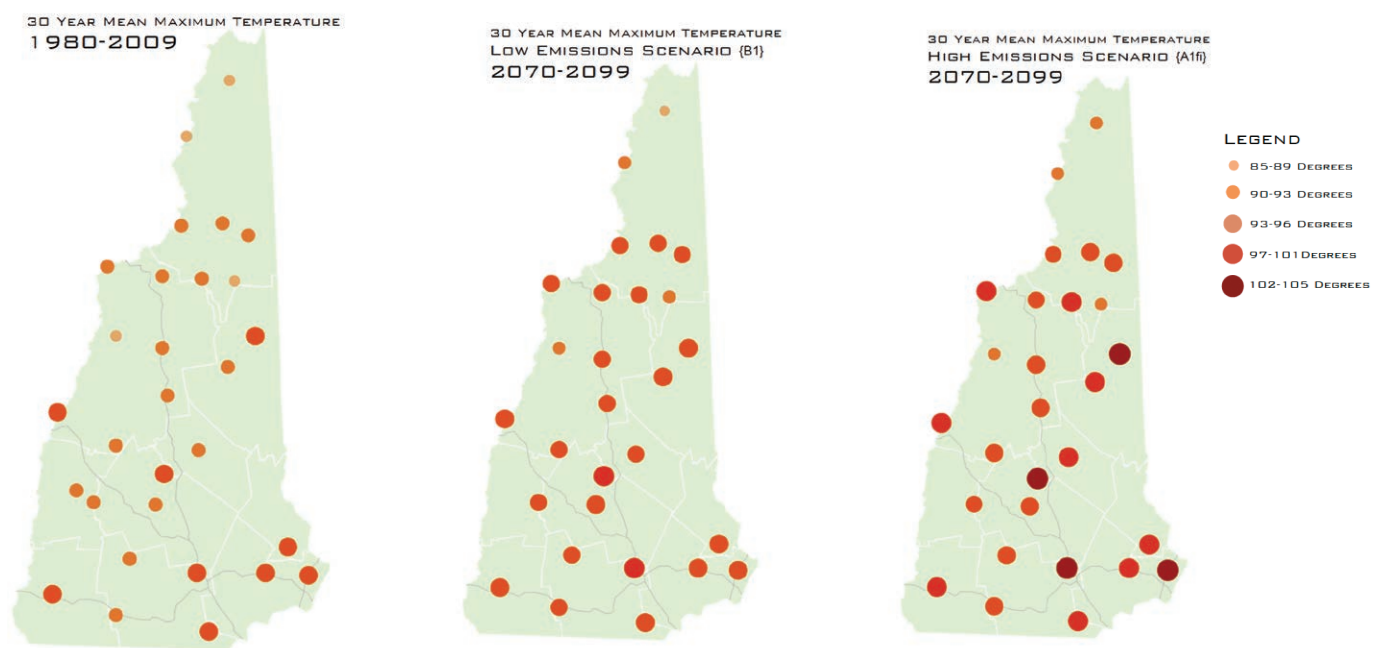 30 Year Mean Maximum Temperature
1980-2009
30 Year Mean Maximum Temperature
Low Emissions Scenario {B1}
2070-2099
30 Year Mean Maximum Temperature
High Emissions Scenario {A1fi}
2070-2099
Legend
85-89 Degrees
90-93 Degrees
93-96 Degrees
97-101Degrees
102-105 Degrees